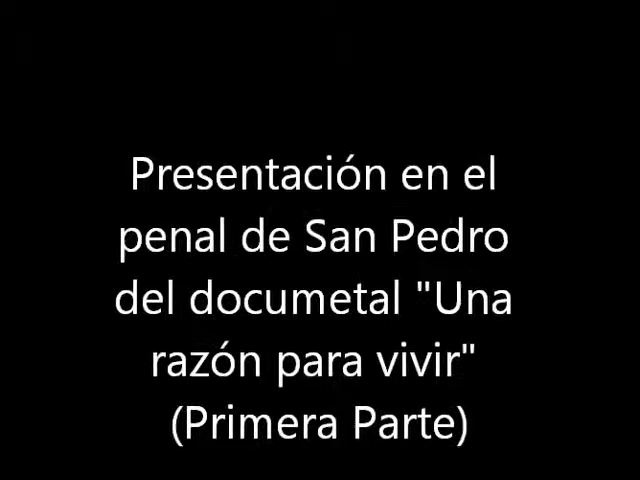 Presentación en el
penal de San Pedro
del documetal "Una
razón para vivir"
(Primera Parte)